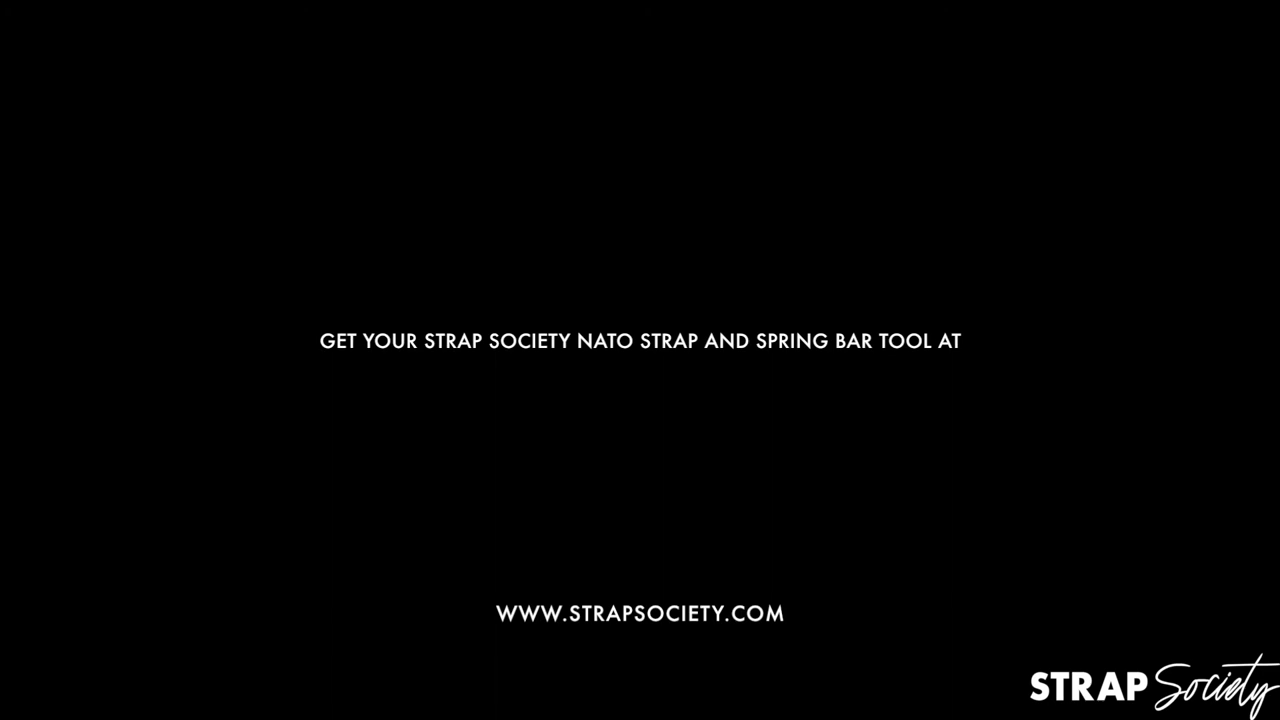 GET YOUR STRAP SOCIETY NATO STRAP AND SPRING BAR TOOL AT
WWW.STRAPSOCIETY.COM
STRAP Society